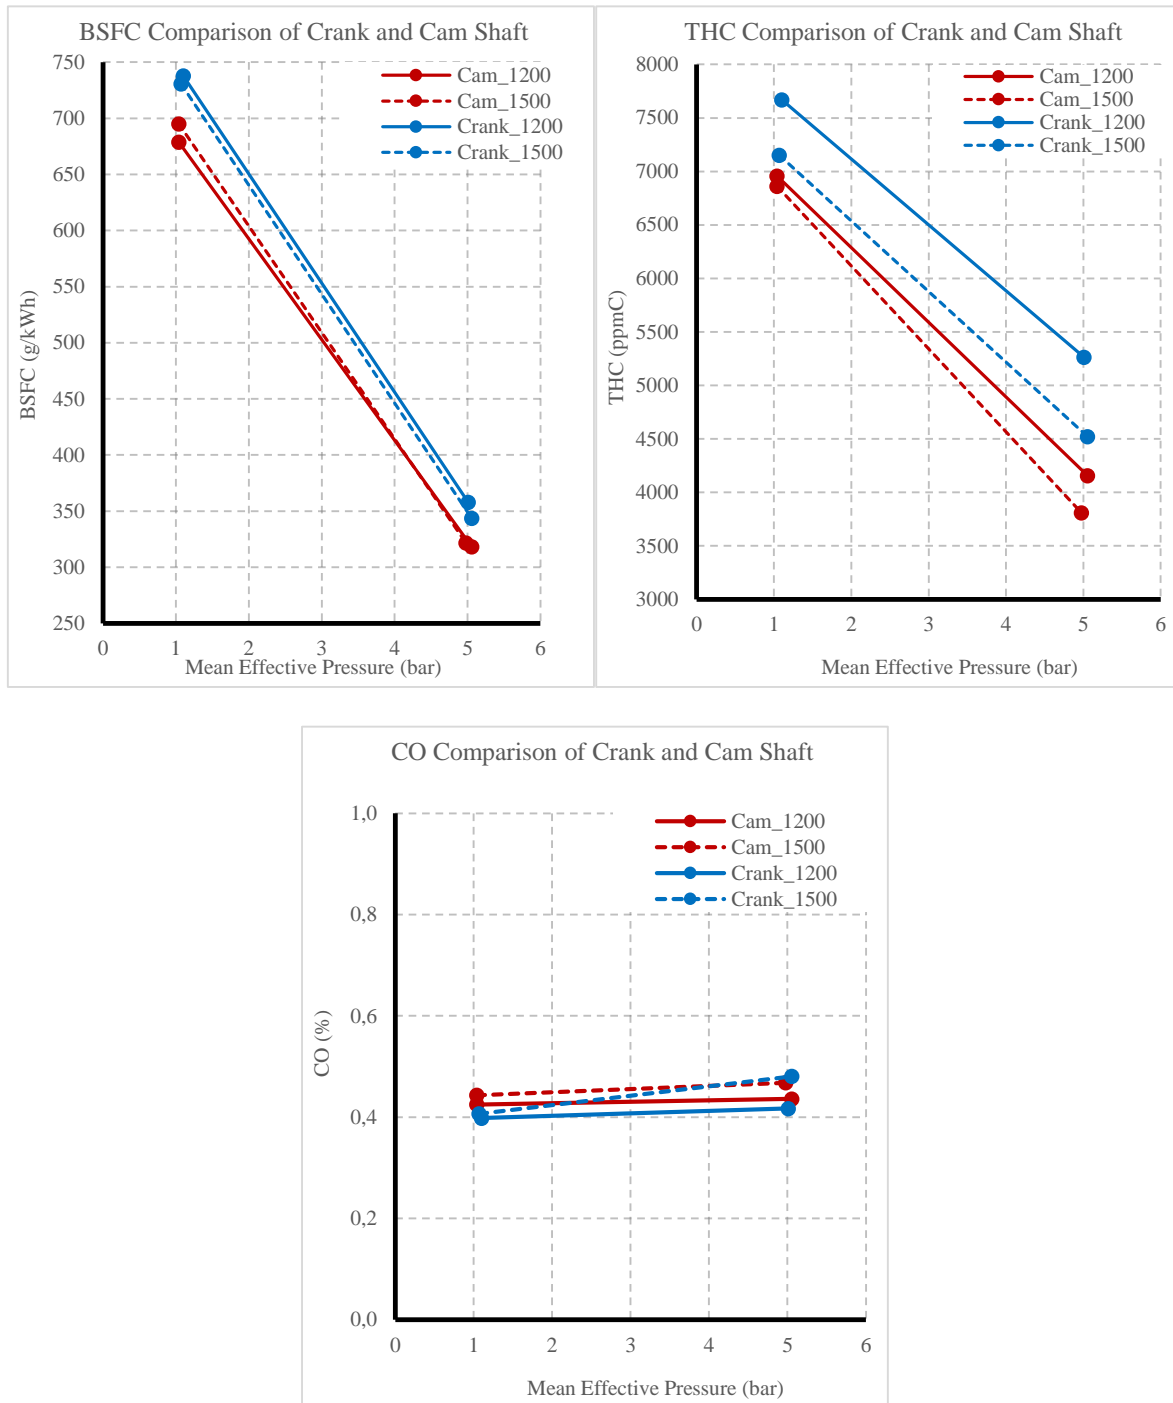 BSFC Comparison of Crank and Cam Shaft
750
700
650
600
550
500
450
400
350
300
250
BSFC (g/kWh)
0 1 2 3 4 5 6
Mean Effective Pressure (bar)
Cam_1200
Cam_1500
Crank_1200
Crank_1500
THC Comparison of Crank and Cam Shaft
8000
7500
7000
6500
6000
5500
5000
4500
4000
3500
3000
THC (ppmC)
0 1 2 3 4 5 6
Mean Effective Pressure (bar)
Cam_1200
Cam_1500
Crank_1200
Crank_1500
CO Comparison of Crank and Cam Shaft
1,0
0,8
0,6
0,4
0,2
0,0
CO (%)
0 1 2 3 4 5 6
Mean Effective Pressure (bar)
Cam_1200
Cam_1500
Crank_1200
Crank_1500